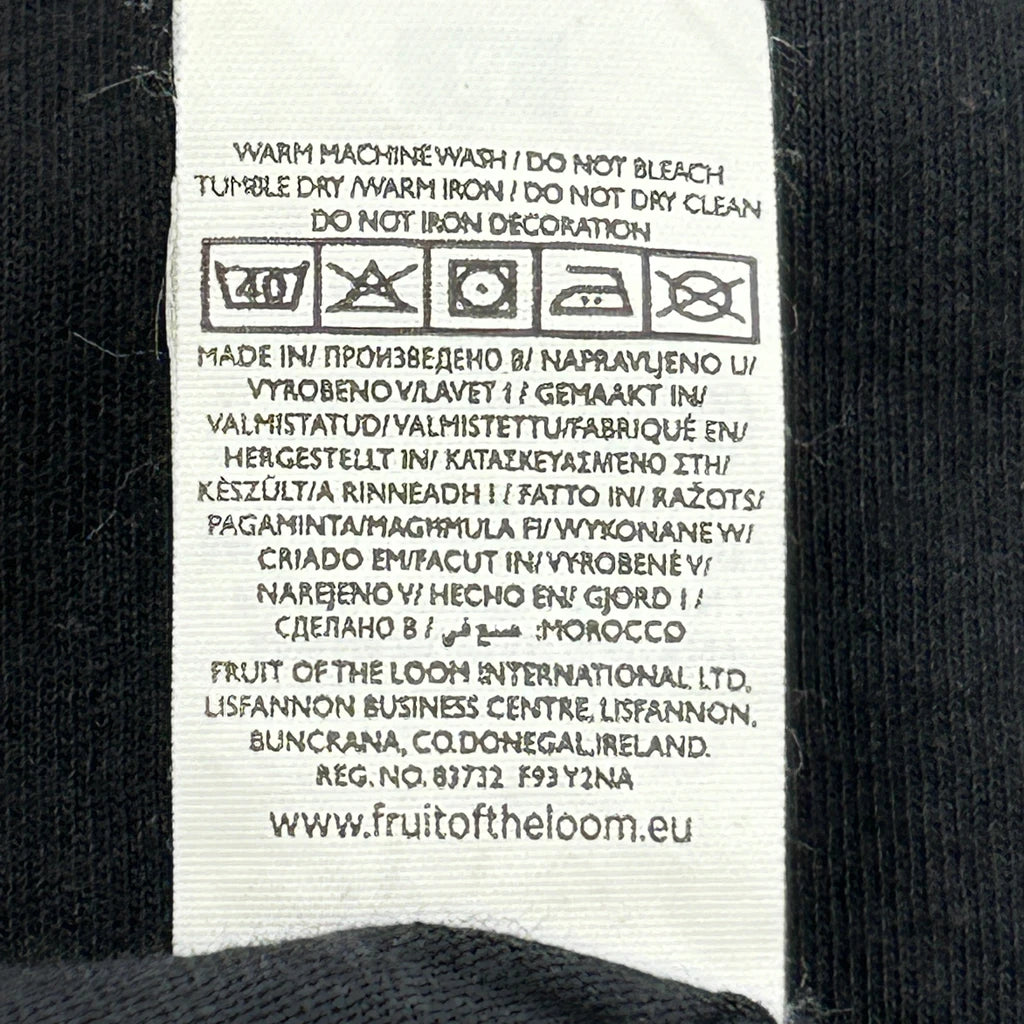 WARM MACHINE WASH / DO NOT BLEACH
TUMBLE DRY /WARM IRON / DO NOT DRY CLEAN
DO NOT IRON DECORATION
40
MADE IN/ ПРОИЗВЕДЕНО В/ NAPRAVLJENO U/
VYROBENO V/LAVET I / GEMAAKT IN/
VALMISTATUD/ VALMISTETTU/FABRIQUÉ EN/
HERGESTELLT IN/ ΚΑΤΑΣΚΕΥΑΣΜΕΝΟ ΣΤΗ/
KÈSZÜLT/A RINNEADH I / FATTO IN/ RAŽOTS/
PAGAMINTA/MAGHMULA FI/ WYKONANE W/
CRIADO EM/FACUT IN/ VYROBENÉ V/
NAREJENO V/ HECHO EN/ GJORD I /
СДЕЛАНО В / صنع في :MOROCCO
FRUIT OF THE LOOM INTERNATIONAL LTD,
LISFANNON BUSINESS CENTRE, LISFANNON,
BUNCRANA, CO.DONEGAL,IRELAND.
REG. NO. 83732 F93 Y2NA
www.fruitoftheloom.eu